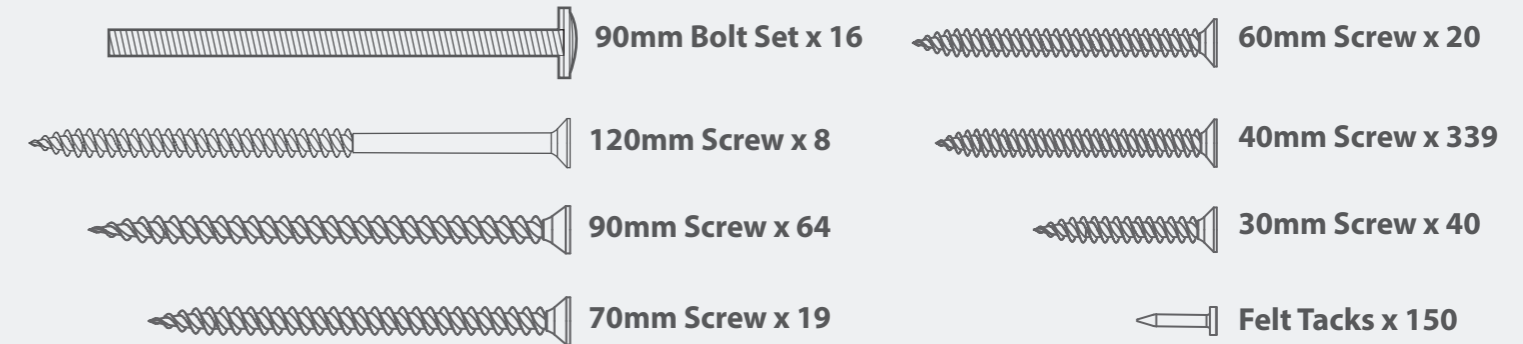 90mm Bolt Set x 16
120mm Screw x 8
90mm Screw x 64
70mm Screw x 19
60mm Screw x 20
40mm Screw x 339
30mm Screw x 40
Felt Tacks x 150